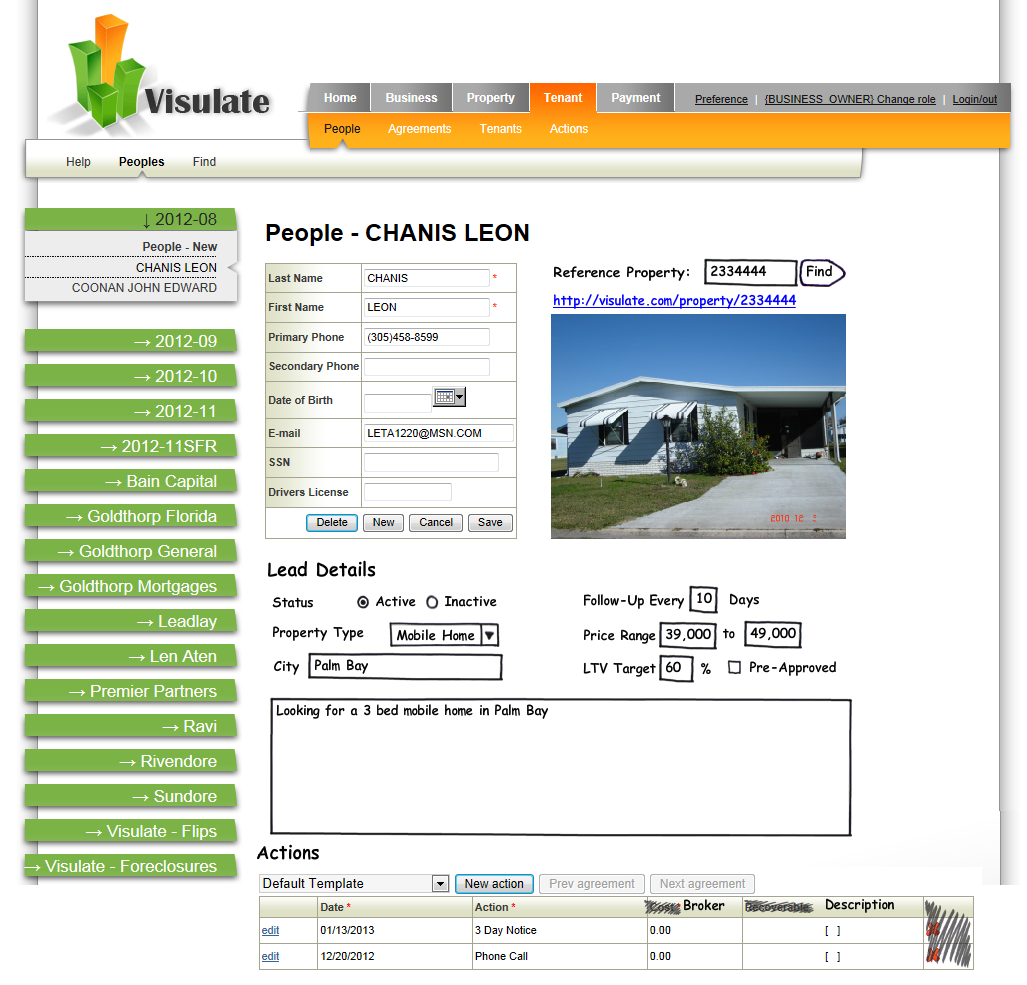 Visulate
Home Business Property Tenant Payment Preference | {BUSINESS_OWNER} Change role | Login/out
People Agreements Tenants Actions
Help Peoples Find
↓ 2012-08
People - New
CHANIS LEON
COONAN JOHN EDWARD
→ 2012-09
→ 2012-10
→ 2012-11
→ 2012-11SFR
→ Bain Capital
→ Goldthorp Florida
→ Goldthorp General
→ Goldthorp Mortgages
→ Leadlay
→ Len Aten
→ Premier Partners
→ Ravi
→ Rivendore
→ Sundore
→ Visulate - Flips
→ Visulate - Foreclosures
People - CHANIS LEON
Last Name CHANIS *
First Name LEON *
Primary Phone (305)458-8599
Secondary Phone
Date of Birth
E-mail LETA1220@MSN.COM
SSN
Drivers License
Delete New Cancel Save
Reference Property: 2334444 Find
http://visulate.com/property/2334444
2010 12 2
Lead Details
Status Active Inactive
Property Type Mobile Home
City Palm Bay
Follow-Up Every 10 Days
Price Range 39,000 to 49,000
LTV Target 60 % Pre-Approved
Looking for a 3 bed mobile home in Palm Bay
Actions
Default Template New action Prev agreement Next agreement
Date * Action * Cost * Broker Recoverable Description
edit 01/13/2013 3 Day Notice 0.00 [ ]
edit 12/20/2012 Phone Call 0.00 [ ]